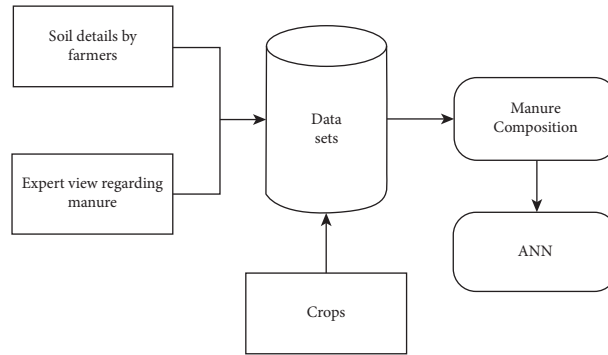 Soil details by
farmers
Expert view regarding
manure
Data
sets
Crops
Manure
Composition
ANN